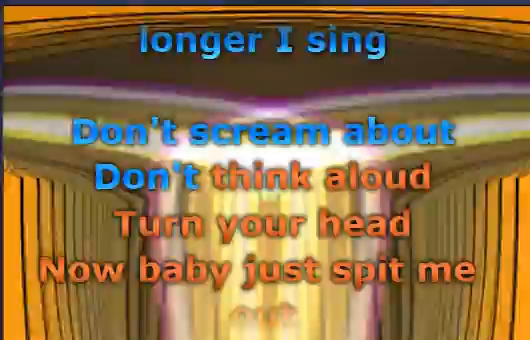 longer I sing
Don't scream about
Don't think aloud
Turn your head
Now baby just spit me
out